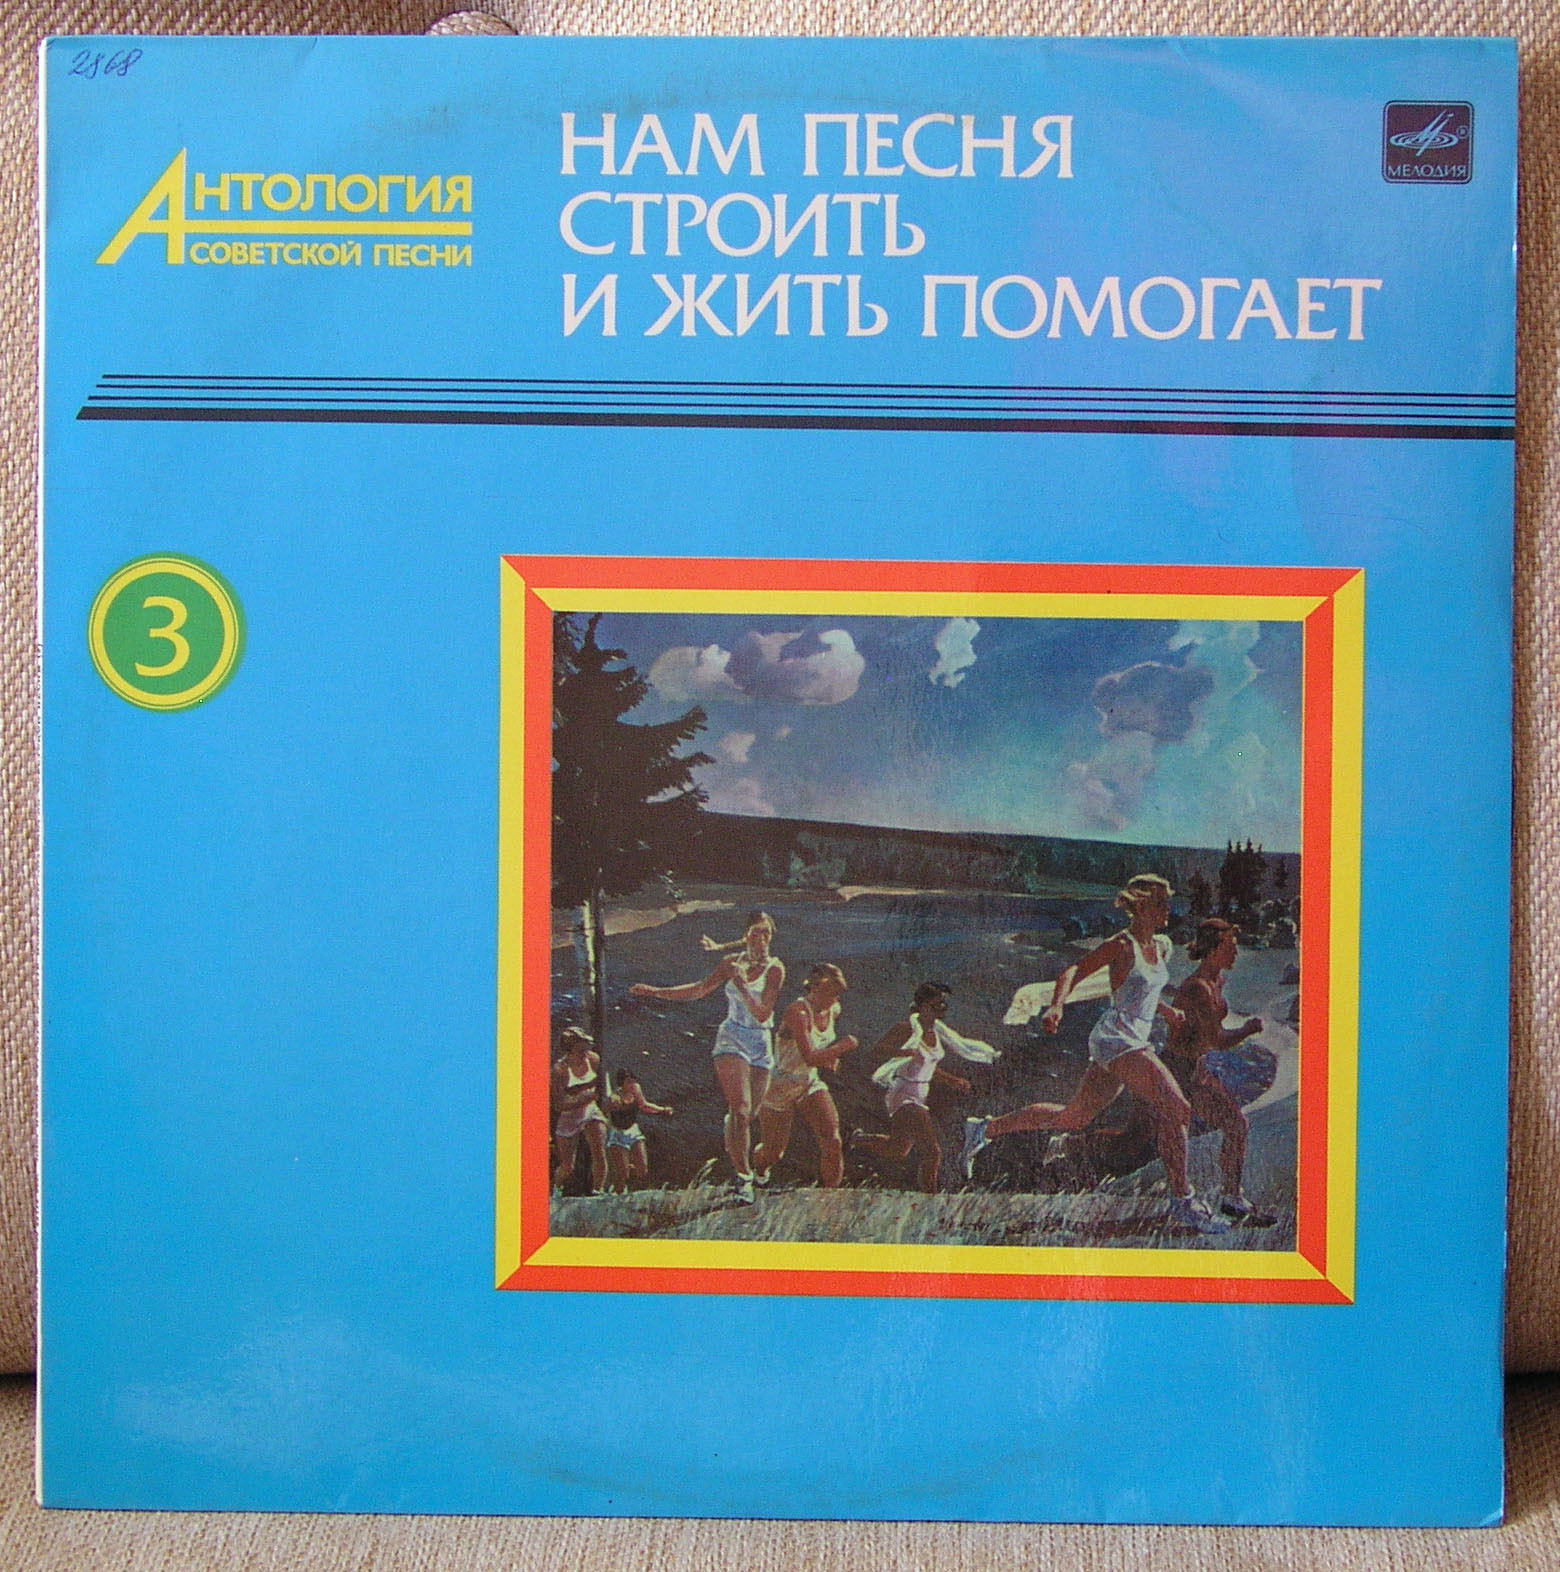 2868
АНТОЛОГИЯ
СОВЕТСКОЙ ПЕСНИ
НАМ ПЕСНЯ
СТРОИТЬ
И ЖИТЬ ПОМОГАЕТ
®
МЕЛОДИЯ
3